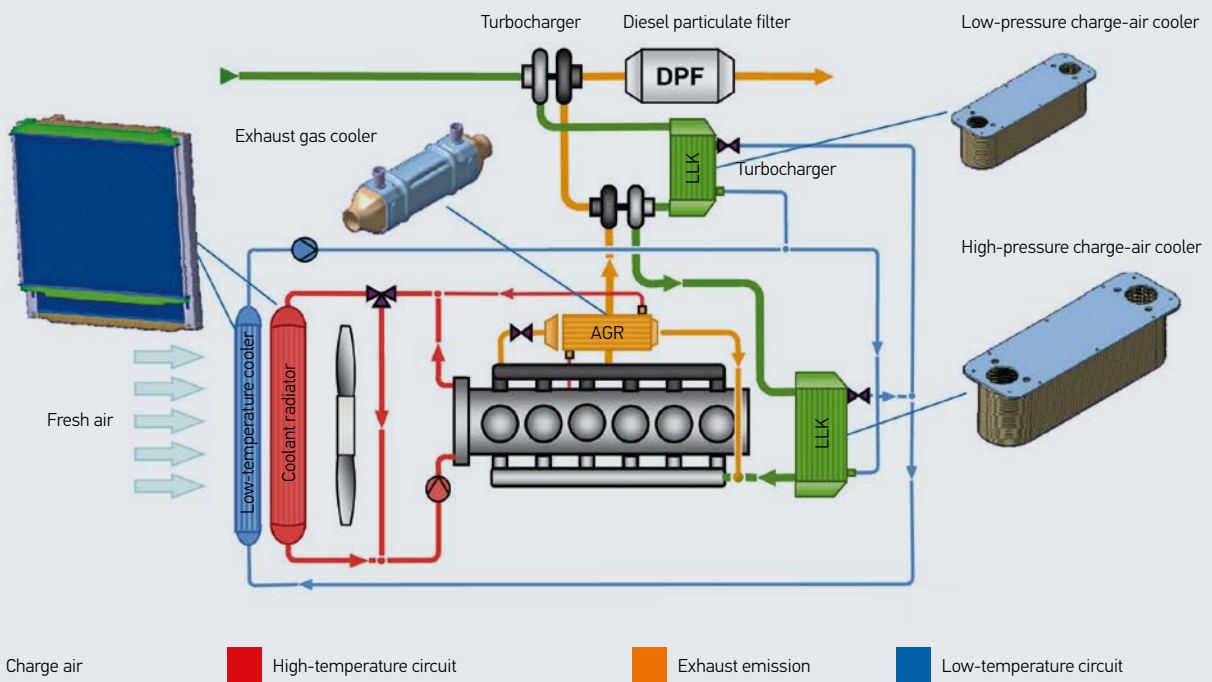 Turbocharger
Diesel particulate filter
Low-pressure charge-air cooler
DPF
Exhaust gas cooler
LLK
Turbocharger
High-pressure charge-air cooler
AGR
Fresh air
Low-temperature cooler
Coolant radiator
LLK
Charge air
High-temperature circuit
Exhaust emission
Low-temperature circuit